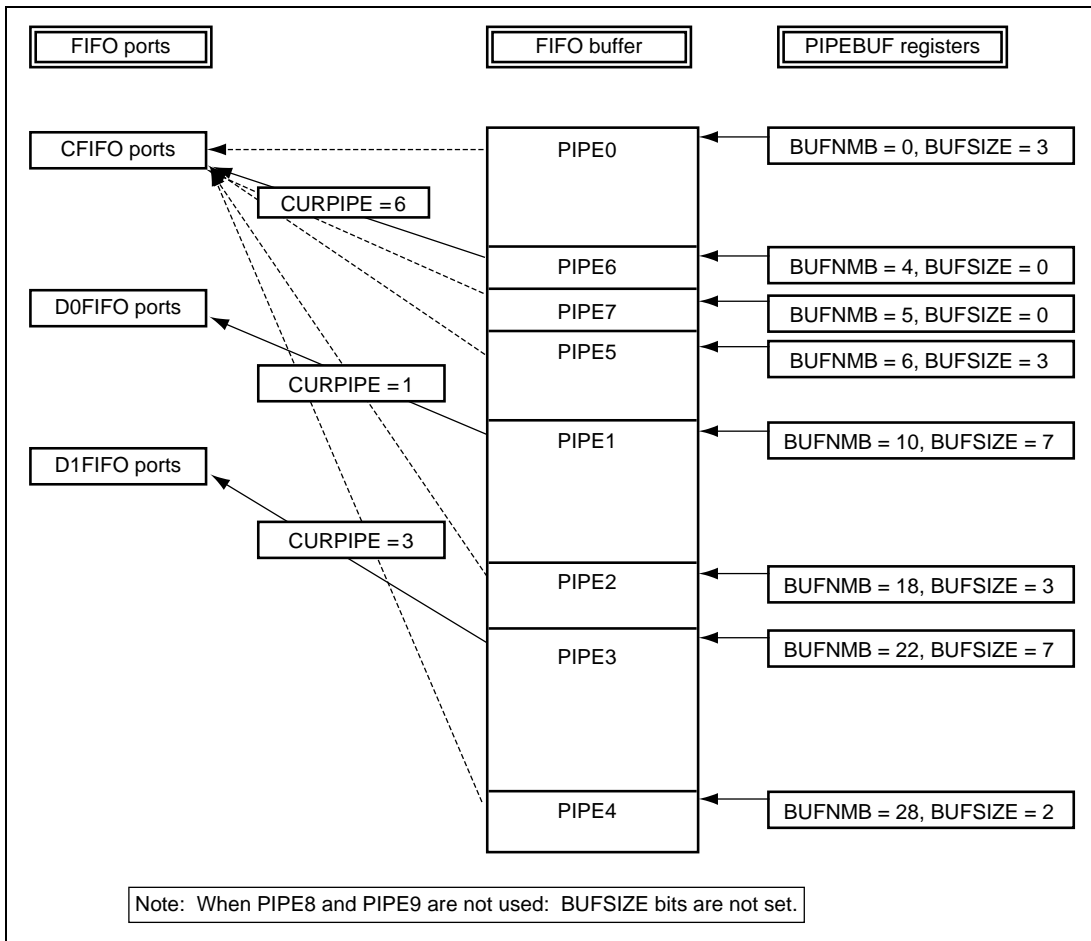 FIFO ports
FIFO buffer
PIPEBUF registers
CFIFO ports
PIPE0
BUFNMB = 0, BUFSIZE = 3
CURPIPE = 6
PIPE6
BUFNMB = 4, BUFSIZE = 0
D0FIFO ports
PIPE7
BUFNMB = 5, BUFSIZE = 0
PIPE5
BUFNMB = 6, BUFSIZE = 3
CURPIPE = 1
PIPE1
BUFNMB = 10, BUFSIZE = 7
D1FIFO ports
CURPIPE = 3
PIPE2
BUFNMB = 18, BUFSIZE = 3
PIPE3
BUFNMB = 22, BUFSIZE = 7
PIPE4
BUFNMB = 28, BUFSIZE = 2
Note: When PIPE8 and PIPE9 are not used: BUFSIZE bits are not set.